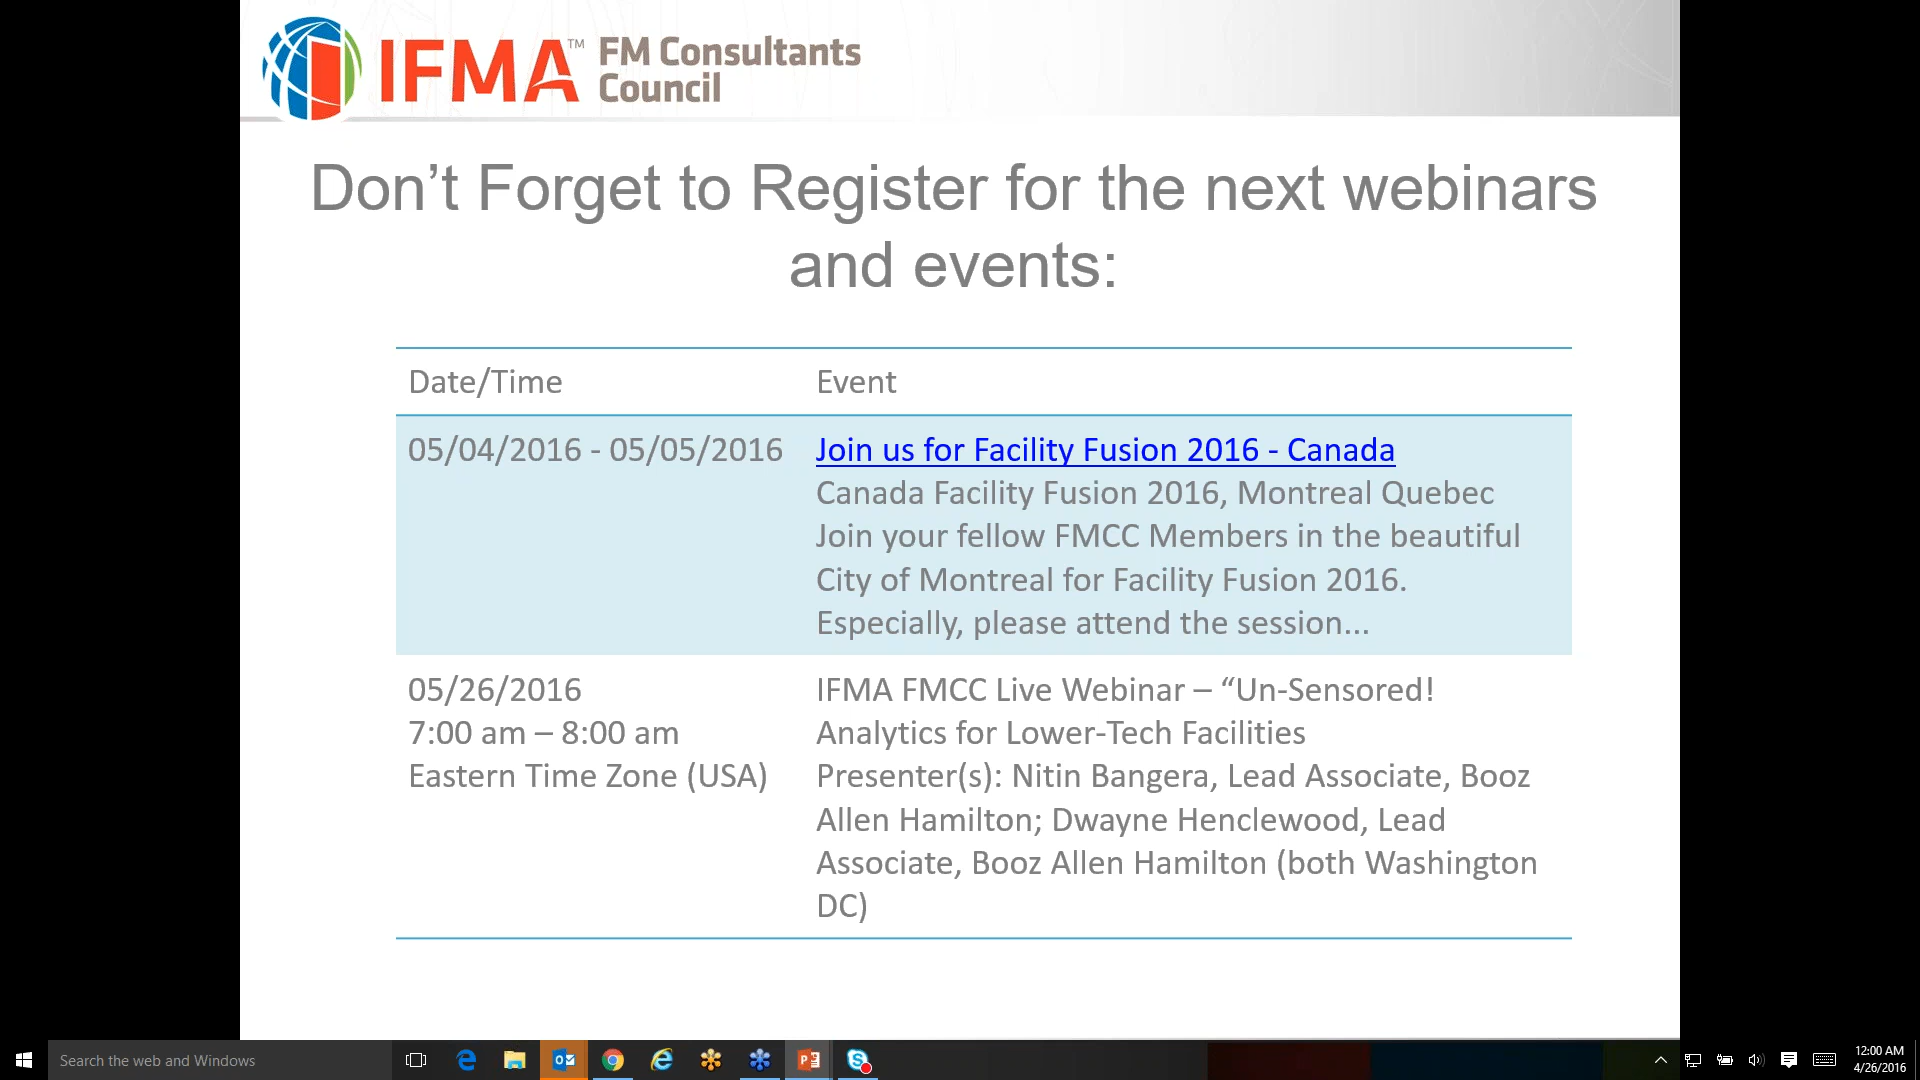 IFMA™ FM Consultants
Council
Don’t Forget to Register for the next webinars
and events:
Date/Time Event
05/04/2016 - 05/05/2016 Join us for Facility Fusion 2016 - Canada
Canada Facility Fusion 2016, Montreal Quebec
Join your fellow FMCC Members in the beautiful
City of Montreal for Facility Fusion 2016.
Especially, please attend the session...
05/26/2016 IFMA FMCC Live Webinar – “Un-Sensored!
7:00 am – 8:00 am Analytics for Lower-Tech Facilities
Eastern Time Zone (USA) Presenter(s): Nitin Bangera, Lead Associate, Booz
Allen Hamilton; Dwayne Henclewood, Lead
Associate, Booz Allen Hamilton (both Washington
DC)
Search the web and Windows
12:00 AM
4/26/2016